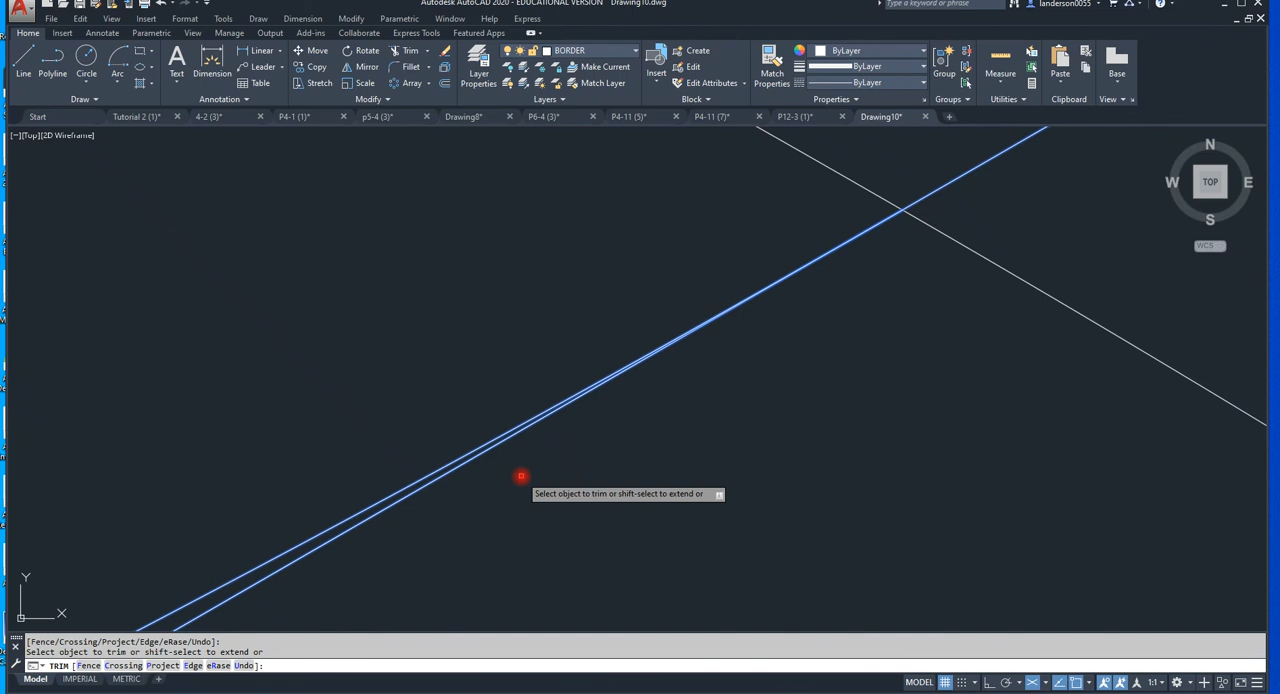 Autodesk AutoCAD 2020 - EDUCATIONAL VERSION Drawing10.dwg Type a keyword or phrase landerson0055
File Edit View Insert Format Tools Draw Dimension Modify Parametric Window Help Express
Home Insert Annotate Parametric View Manage Output Add-ins Collaborate Express Tools Featured Apps
Line Polyline Circle Arc Text Dimension Linear Move Rotate Trim BORDER Create ByLayer
Leader Copy Mirror Fillet Layer Properties Make Current Insert Edit Match Properties ByLayer Group Measure Paste Base
Table Stretch Scale Array Match Layer Edit Attributes ByLayer
Draw Annotation Modify Layers Block Properties Groups Utilities Clipboard View
Start Tutorial 2 (1)* 4-2 (3)* P4-1 (1)* p5-4 (3)* Drawing8* P6-4 (3)* P4-11 (5)* P4-11 (7)* P12-3 (1)* Drawing10*
[−][Top][2D Wireframe]
N
W TOP E
S
WCS
Select object to trim or shift-select to extend or
Y
X
[Fence/Crossing/Project/Edge/eRase/Undo]:
Select object to trim or shift-select to extend or
TRIM [Fence Crossing Project Edge eRase Undo]:
Model IMPERIAL METRIC + MODEL 1:1